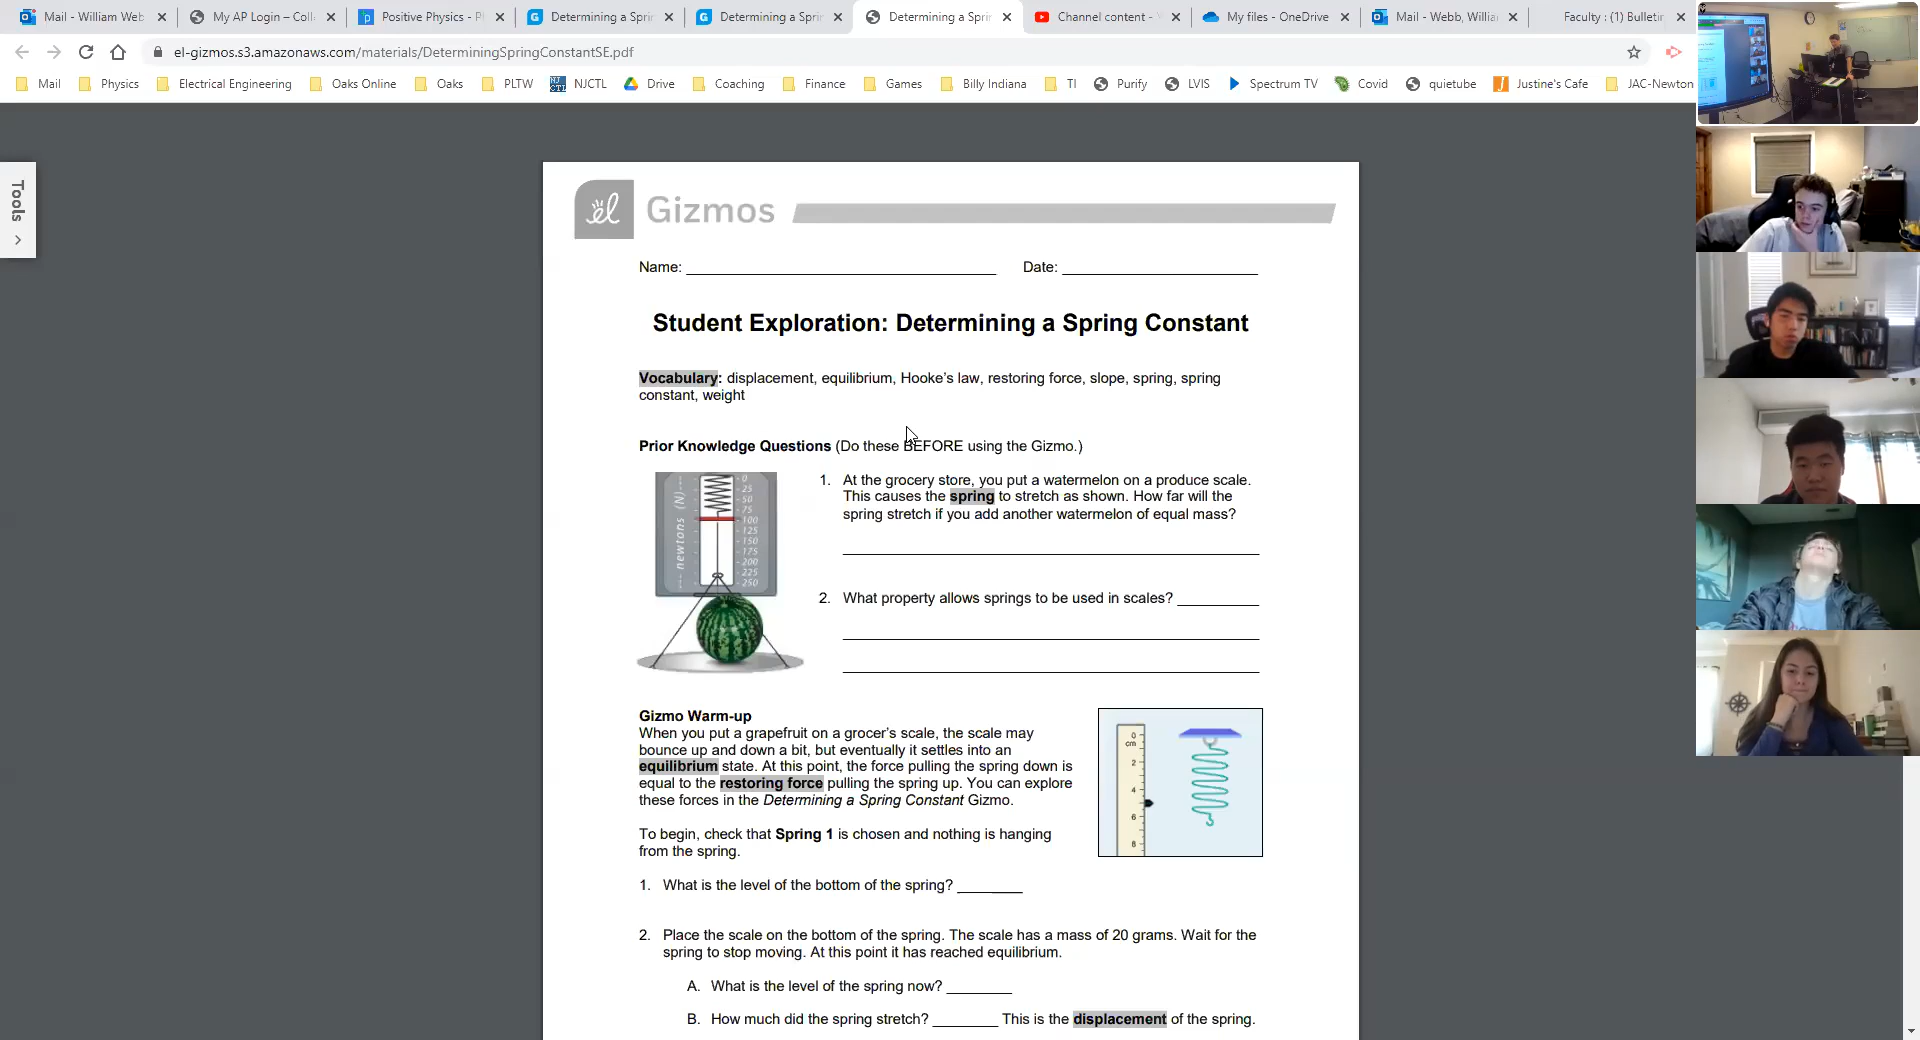 Mail - William Web
My AP Login – Coll
Positive Physics - P
Determining a Spri
Determining a Spri
Determining a Spri
Channel content -
My files - OneDrive
Mail - Webb, Willia
Faculty : (1) Bulletin
el-gizmos.s3.amazonaws.com/materials/DeterminingSpringConstantSE.pdf
Mail Physics Electrical Engineering Oaks Online Oaks PLTW NJCTL Drive Coaching Finance Games Billy Indiana TI Purify LVIS Spectrum TV Covid quietube Justine's Cafe JAC-Newton
Tools
el Gizmos
Name: Date:
Student Exploration: Determining a Spring Constant
Vocabulary: displacement, equilibrium, Hooke's law, restoring force, slope, spring, spring
constant, weight
Prior Knowledge Questions (Do these BEFORE using the Gizmo.)
newtons (N)
0
25
50
75
100
125
150
175
200
225
250
1. At the grocery store, you put a watermelon on a produce scale.
This causes the spring to stretch as shown. How far will the
spring stretch if you add another watermelon of equal mass?
2. What property allows springs to be used in scales?
Gizmo Warm-up
When you put a grapefruit on a grocer's scale, the scale may
bounce up and down a bit, but eventually it settles into an
equilibrium state. At this point, the force pulling the spring down is
equal to the restoring force pulling the spring up. You can explore
these forces in the Determining a Spring Constant Gizmo.
0
cm
2
4
6
8
To begin, check that Spring 1 is chosen and nothing is hanging
from the spring.
1. What is the level of the bottom of the spring?
2. Place the scale on the bottom of the spring. The scale has a mass of 20 grams. Wait for the
spring to stop moving. At this point it has reached equilibrium.
A. What is the level of the spring now?
B. How much did the spring stretch? This is the displacement of the spring.